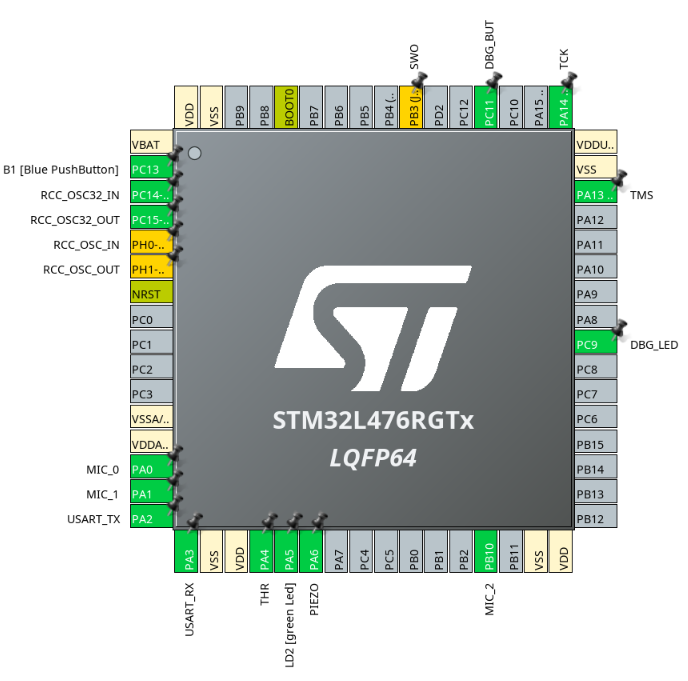 SWO
DBG_BUT
TCK
VDD
VSS
PB9
PB8
BOOT0
PB7
PB6
PB5
PB4 (..
PB3 (J..
PD2
PC12
PC11
PC10
PA15 ..
PA14 ..
VBAT
B1 [Blue PushButton] PC13
RCC_OSC32_IN PC14-..
RCC_OSC32_OUT PC15-..
RCC_OSC_IN PH0-..
RCC_OSC_OUT PH1-..
NRST
PC0
PC1
PC2
PC3
VSSA/..
VDDA..
MIC_0 PA0
MIC_1 PA1
USART_TX PA2
VDDU..
VSS
PA13 .. TMS
PA12
PA11
PA10
PA9
PA8
PC9 DBG_LED
PC8
PC7
PC6
PB15
PB14
PB13
PB12
STM32L476RGTx
LQFP64
PA3
VSS
VDD
PA4
PA5
PA6
PA7
PC4
PC5
PB0
PB1
PB2
PB10
PB11
VSS
VDD
USART_RX
THR
LD2 [green Led]
PIEZO
MIC_2